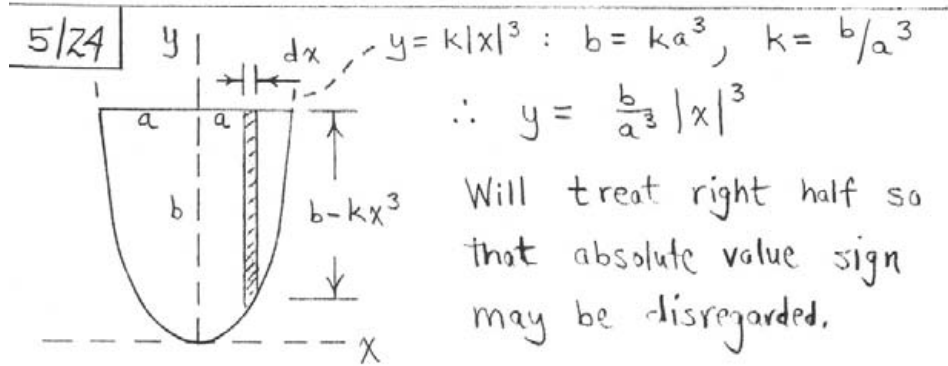 5/24
y
dx
y = k|x|³ : b = ka³, k = b/a³
∴ y = b/a³ |x|³
a
a
b
b-kx³
Will treat right half so
that absolute value sign
may be disregarded.
x